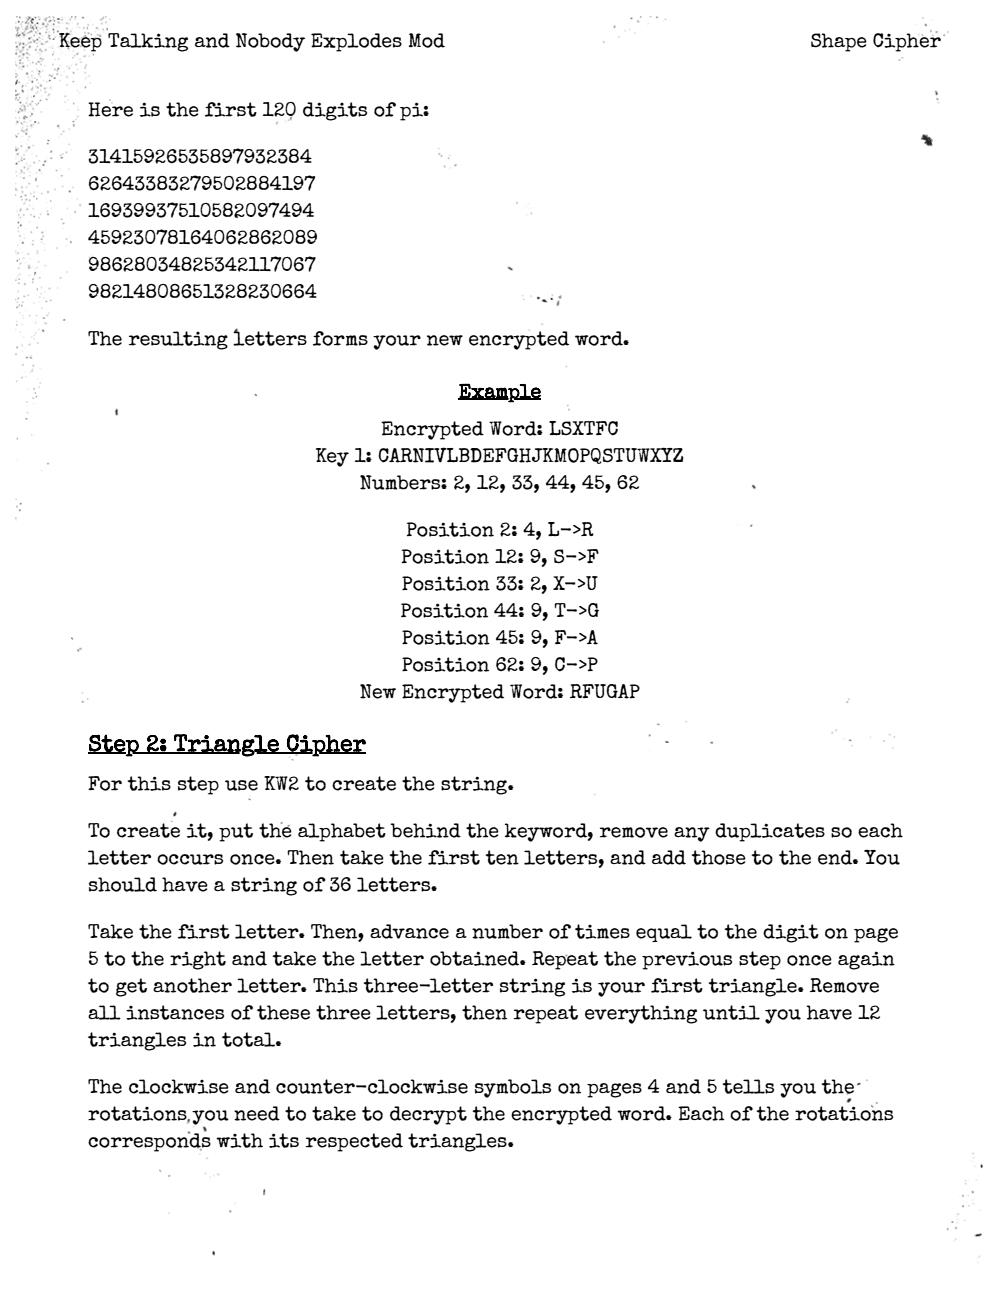 Keep Talking and Nobody Explodes Mod
Shape Cipher
Here is the first 120 digits of pi:
31415926535897932384
62643383279502884197
16939937510582097494
45923078164062862089
98628034825342117067
98214808651328230664
The resulting letters forms your new encrypted word.
Example
Encrypted Word: LSXTFC
Key 1: CARNIVLBDEFGHJKMOPQSTUWXYZ
Numbers: 2, 12, 33, 44, 45, 62
Position 2: 4, L->R
Position 12: 9, S->F
Position 33: 2, X->U
Position 44: 9, T->G
Position 45: 9, F->A
Position 62: 9, C->P
New Encrypted Word: RFUGAP
Step 2: Triangle Cipher
For this step use KW2 to create the string.
To create it, put the alphabet behind the keyword, remove any duplicates so each
letter occurs once. Then take the first ten letters, and add those to the end. You
should have a string of 36 letters.
Take the first letter. Then, advance a number of times equal to the digit on page
5 to the right and take the letter obtained. Repeat the previous step once again
to get another letter. This three-letter string is your first triangle. Remove
all instances of these three letters, then repeat everything until you have 12
triangles in total.
The clockwise and counter-clockwise symbols on pages 4 and 5 tells you the
rotations you need to take to decrypt the encrypted word. Each of the rotations
corresponds with its respected triangles.